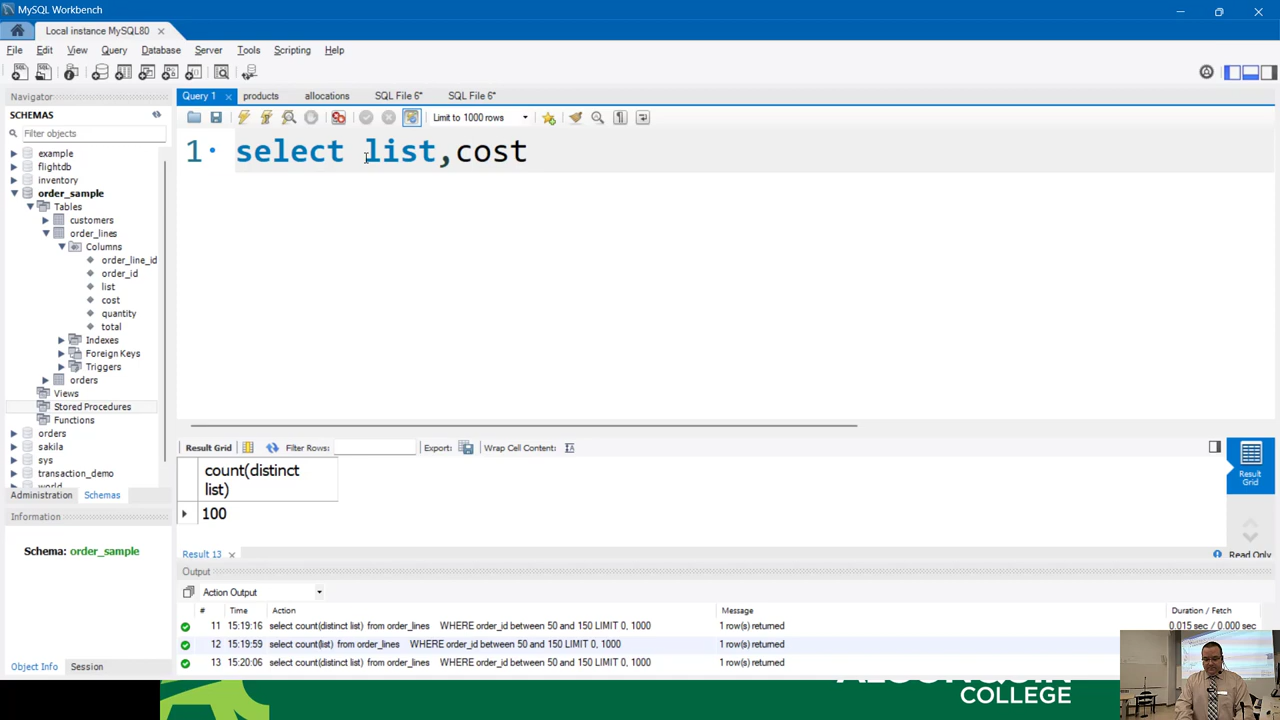 MySQL Workbench
Local instance MySQL80
File Edit View Query Database Server Tools Scripting Help
Navigator
SCHEMAS
Filter objects
example
flightdb
inventory
order_sample
Tables
customers
order_lines
Columns
order_line_id
order_id
list
cost
quantity
total
Indexes
Foreign Keys
Triggers
orders
Views
Stored Procedures
Functions
orders
sakila
sys
transaction_demo
world
Administration Schemas
Information
Schema: order_sample
Object Info Session
Query 1 products allocations SQL File 6* SQL File 6*
Limit to 1000 rows
1 select list,cost
Result Grid Filter Rows: Export: Wrap Cell Content:
count(distinct
list)
100
Result Grid
Result 13 Read Only
Output
Action Output
# Time Action Message Duration / Fetch
11 15:19:16 select count(distinct list) from order_lines WHERE order_id between 50 and 150 LIMIT 0, 1000 1 row(s) returned 0.015 sec / 0.000 sec
12 15:19:59 select count(list) from order_lines WHERE order_id between 50 and 150 LIMIT 0, 1000 1 row(s) returned
13 15:20:06 select count(distinct list) from order_lines WHERE order_id between 50 and 150 LIMIT 0, 1000 1 row(s) returned
COLLEGE